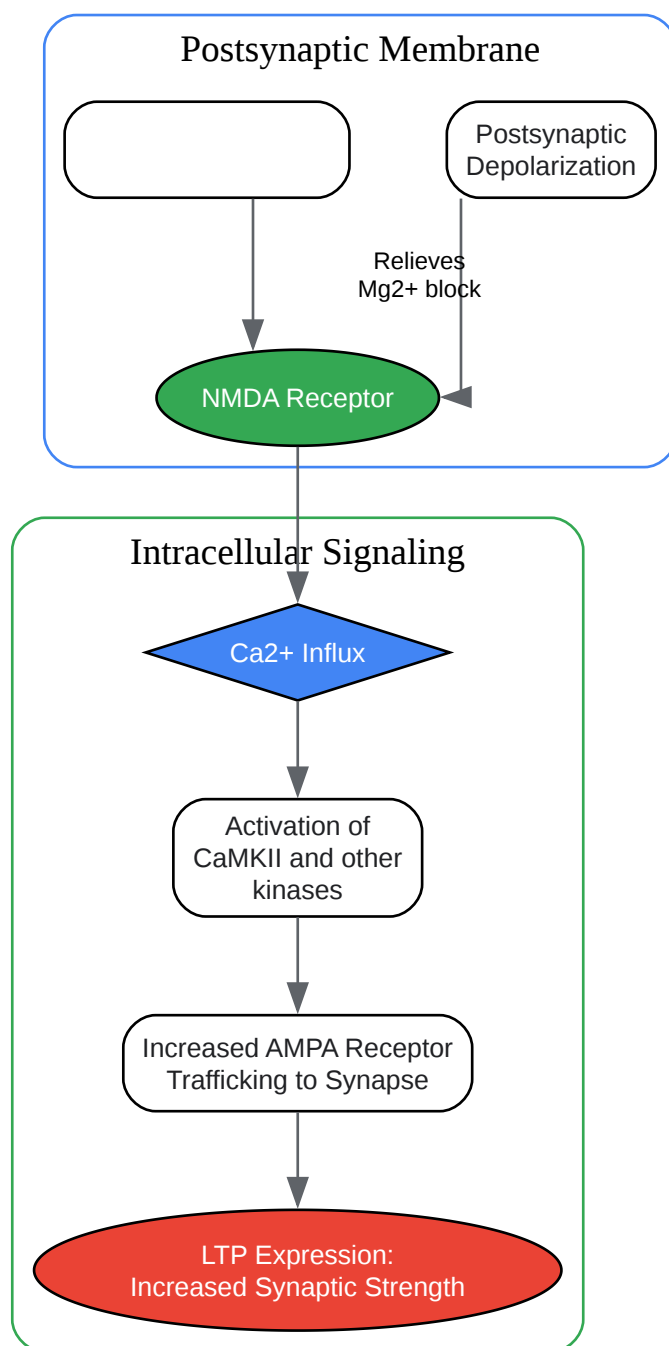 Postsynaptic Membrane
Postsynaptic
Depolarization
Relieves
Mg2+ block
NMDA Receptor
Intracellular Signaling
Ca2+ Influx
Activation of
CaMKII and other
kinases
Increased AMPA Receptor
Trafficking to Synapse
LTP Expression:
Increased Synaptic Strength